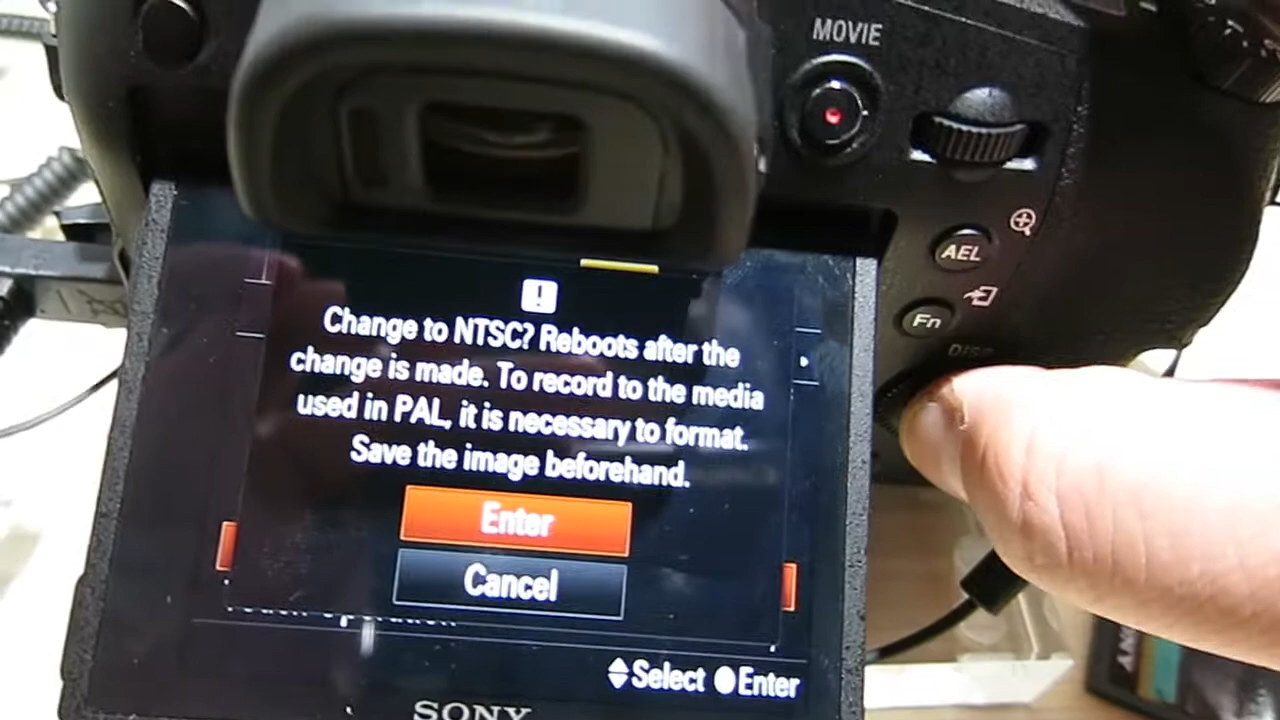 MOVIE
AEL
Fn
DISP
Change to NTSC? Reboots after the
change is made. To record to the media
used in PAL, it is necessary to format.
Save the image beforehand.
Enter
Cancel
Select Enter
SONY